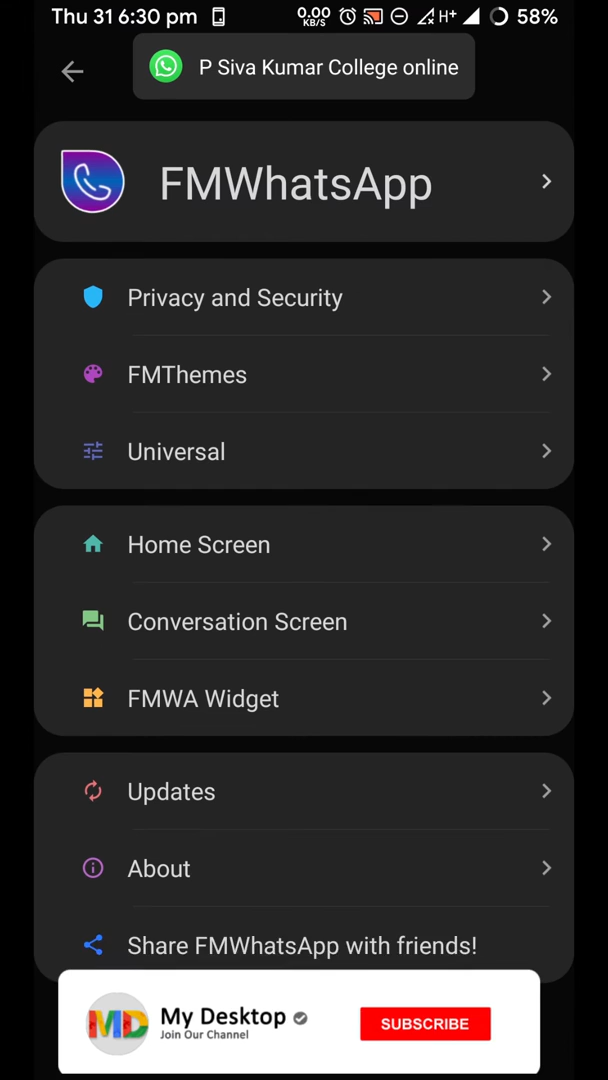 Thu 31 6:30 pm 0.00 KB/S H+ 58%
P Siva Kumar College online
FMWhatsApp
Privacy and Security
FMThemes
Universal
Home Screen
Conversation Screen
FMWA Widget
Updates
About
Share FMWhatsApp with friends!
MD My Desktop
Join Our Channel
SUBSCRIBE